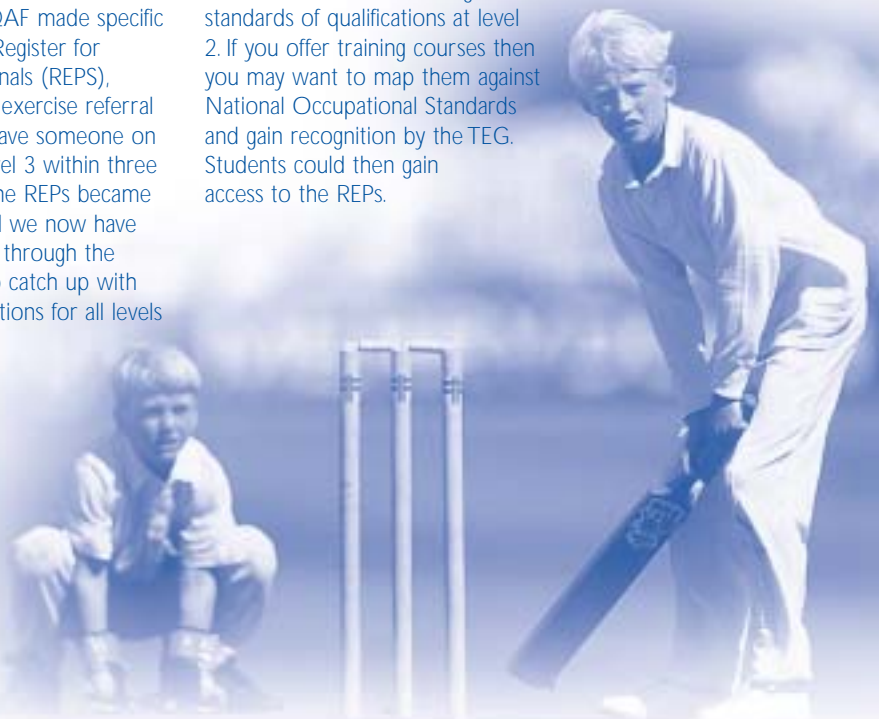 QAF made specific
Register for
nals (REPS),
exercise referral
ave someone on
el 3 within three
he REPs became
we now have
through the
catch up with
tions for all levels
standards of qualifications at level
2. If you offer training courses then
you may want to map them against
National Occupational Standards
and gain recognition by the TEG.
Students could then gain
access to the REPs.